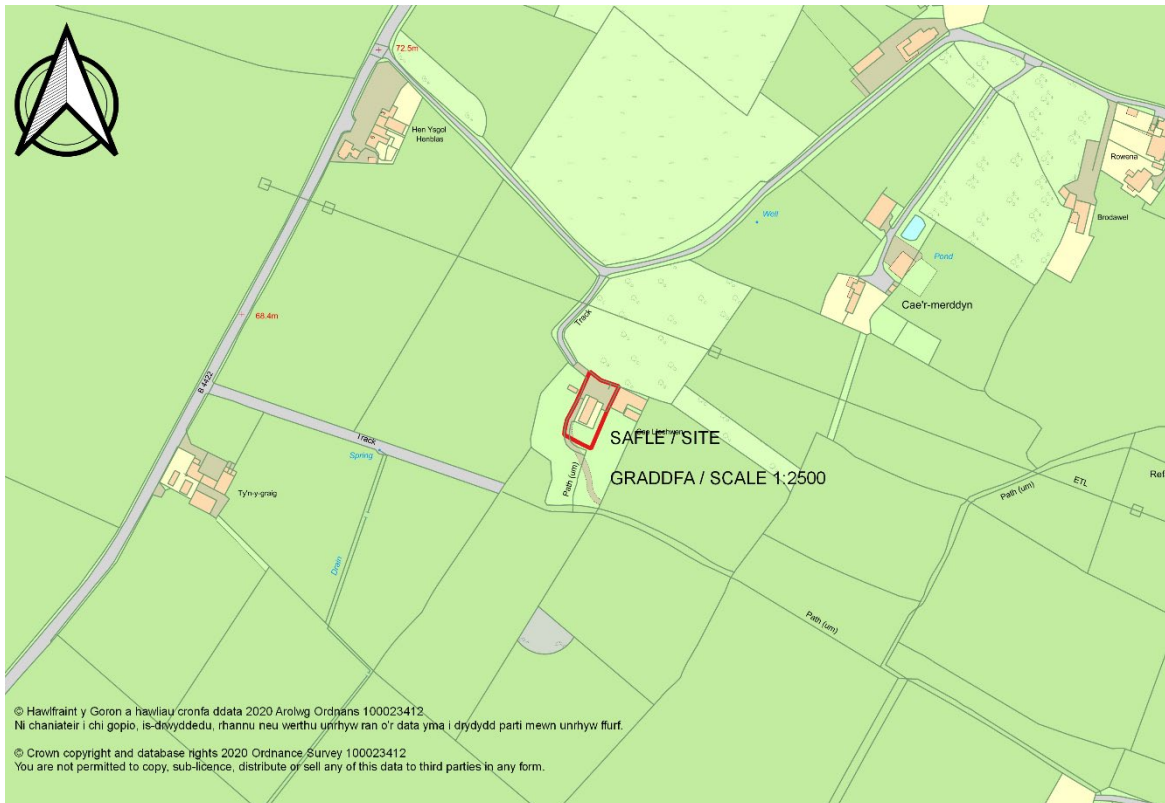 72.5m
Hen Ysgol
Henblas
Rowena
Well
Brodawel
Pond
Cae'r-merddyn
Track
68.4m
B 4422
SAFLE / SITE
Track
Spring
GRADDFA / SCALE 1:2500
Path (um)
ETL
Ref
Path (um)
Ty'n-y-graig
Drain
Path (um)
© Hawlfraint y Goron a hawliau cronfa ddata 2020 Arolwg Ordnans 100023412
Ni chaniateir i chi gopio, is-drwyddedu, rhannu neu werthu unrhyw ran o'r data yma i drydydd parti mewn unrhyw ffurf.
© Crown copyright and database rights 2020 Ordnance Survey 100023412
You are not permitted to copy, sub-licence, distribute or sell any of this data to third parties in any form.